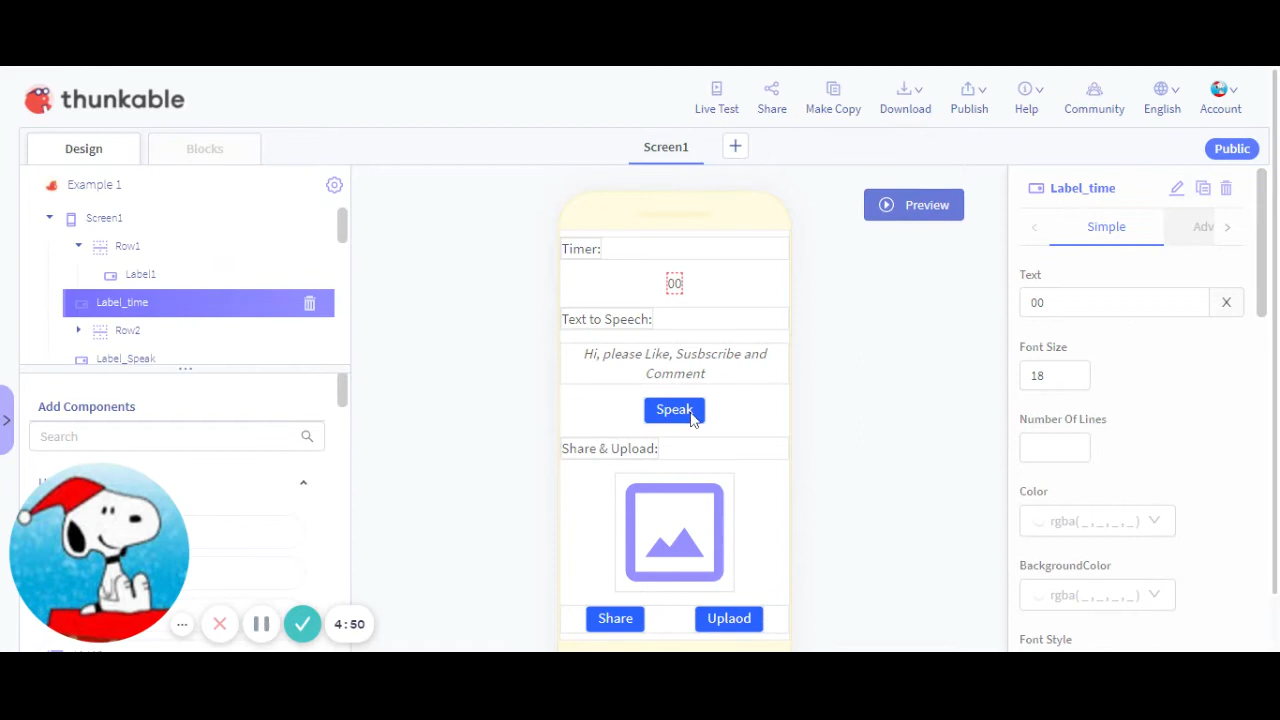 thunkable
Live Test
Share
Make Copy
Download
Publish
Help
Community
English
Account
Design
Blocks
Screen1
+
Public
Example 1
Screen1
Row1
Label1
Label_time
Row2
Label_Speak
Add Components
Search
Preview
Timer:
00
Text to Speech:
Hi, please Like, Susbscribe and
Comment
Speak
Share & Upload:
Share
Uplaod
Label_time
Simple
Adv
Text
00
X
Font Size
18
Number Of Lines
Color
rgba(_,_,_,_)
BackgroundColor
rgba(_,_,_,_)
Font Style
4:50